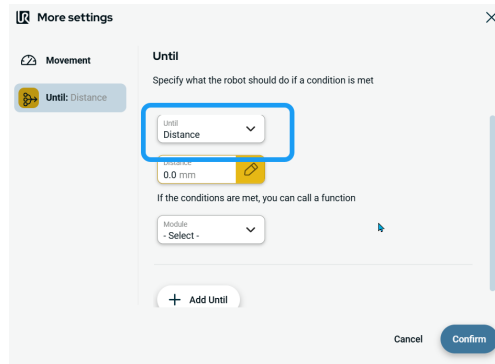 UR More settings
Movement
Until: Distance
Until
Specify what the robot should do if a condition is met
Until
Distance
Distance
0.0 mm
If the conditions are met, you can call a function
Module
- Select -
+ Add Until
Cancel
Confirm